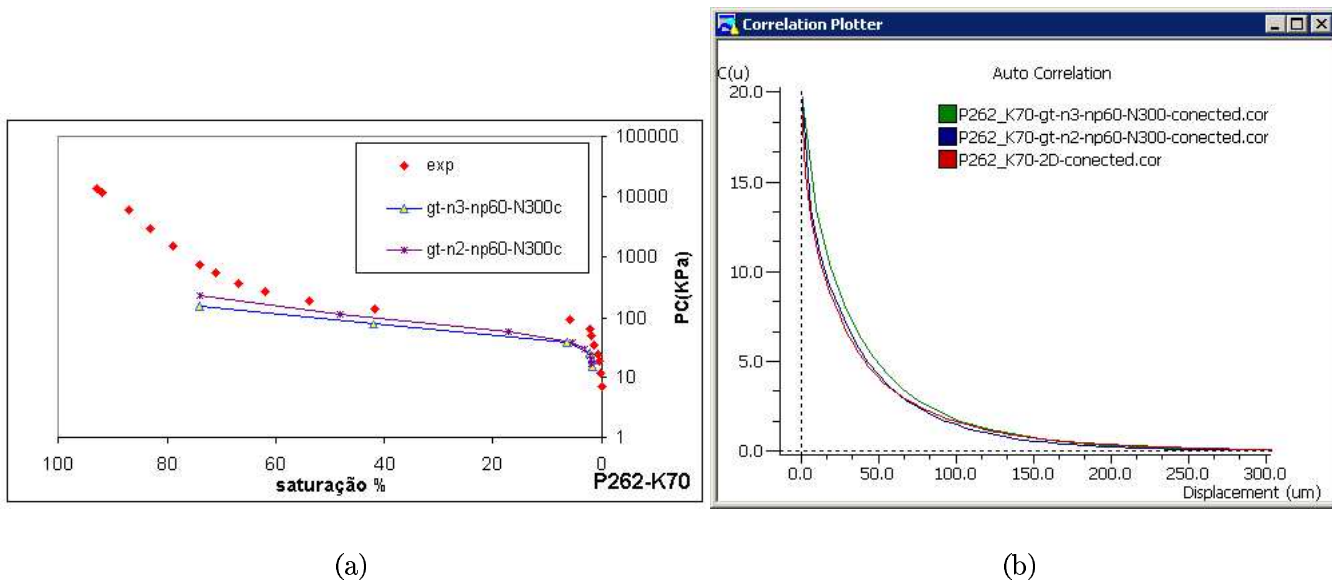 exp
gt-n3-np60-N300c
gt-n2-np60-N300c
100000
10000
1000
100
10
1
PC(KPa)
100 80 60 40 20 0
saturação %
P262-K70
(a)
Correlation Plotter
C(u)
Auto Correlation
P262_K70-gt-n3-np60-N300-conected.cor
P262_K70-gt-n2-np60-N300-conected.cor
P262_K70-2D-conected.cor
20.0
15.0
10.0
5.0
0.0
0.0 50.0 100.0 150.0 200.0 250.0 300.0
Displacement (um)
(b)